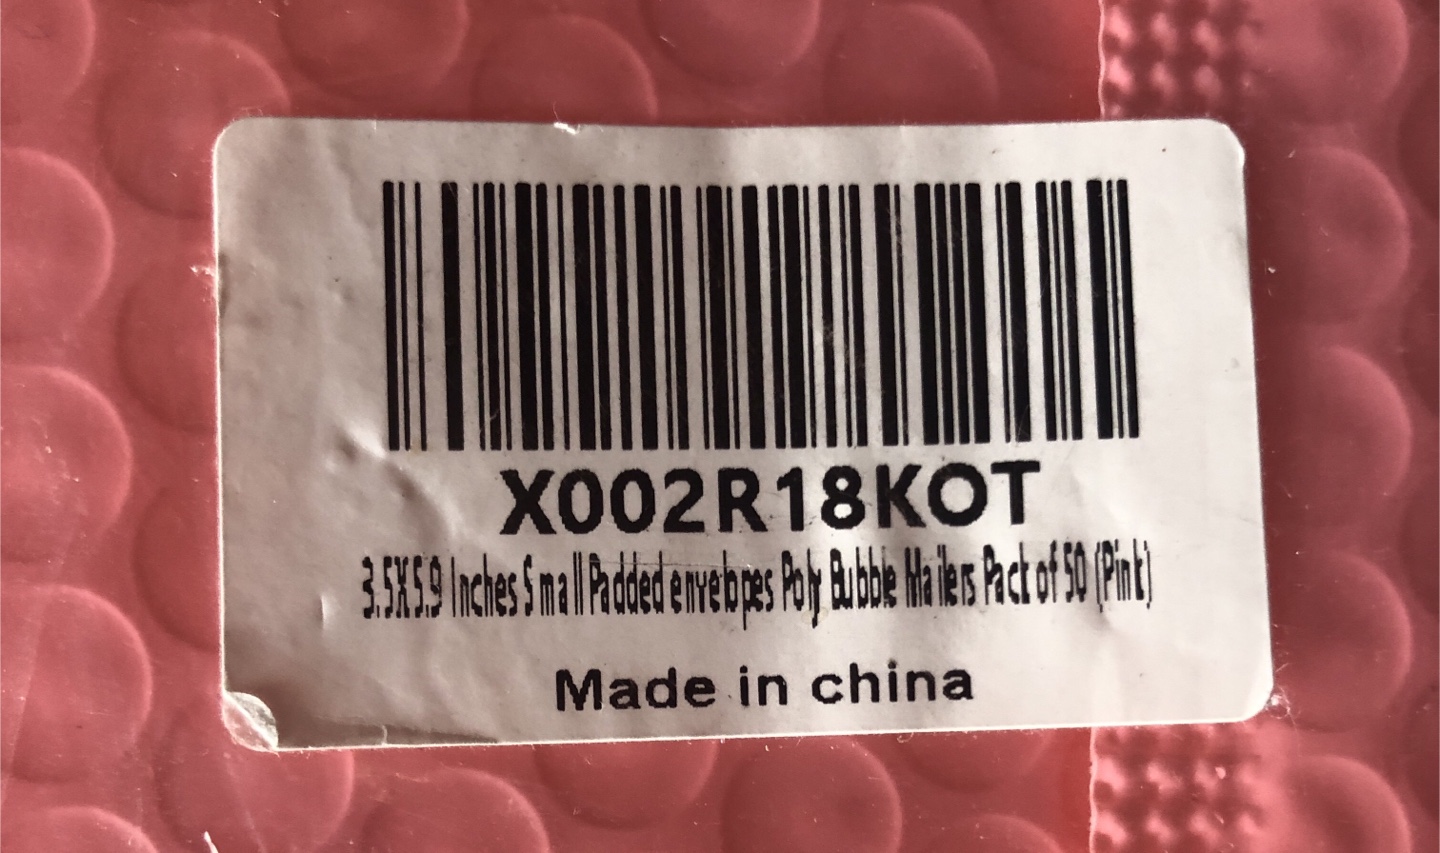 X002R18KOT
3.5X5.9 Inches Small Padded envelopes Poly Bubble Mailers Pack of 50 (Pink)
Made in china